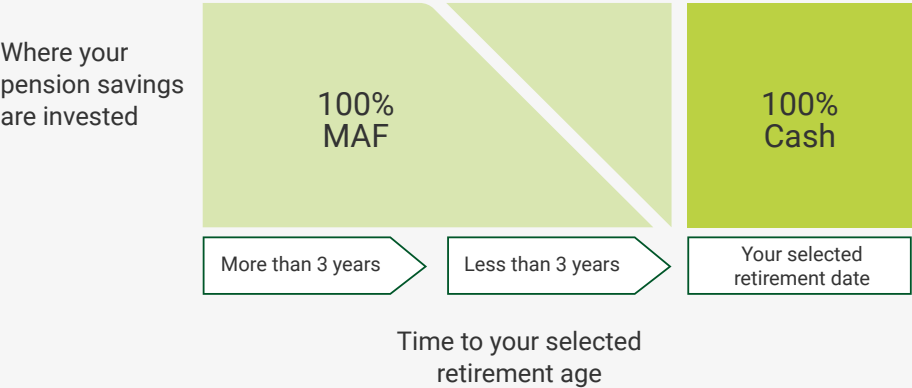 Where your
pension savings
are invested
100%
MAF
100%
Cash
More than 3 years
Less than 3 years
Your selected
retirement date
Time to your selected
retirement age